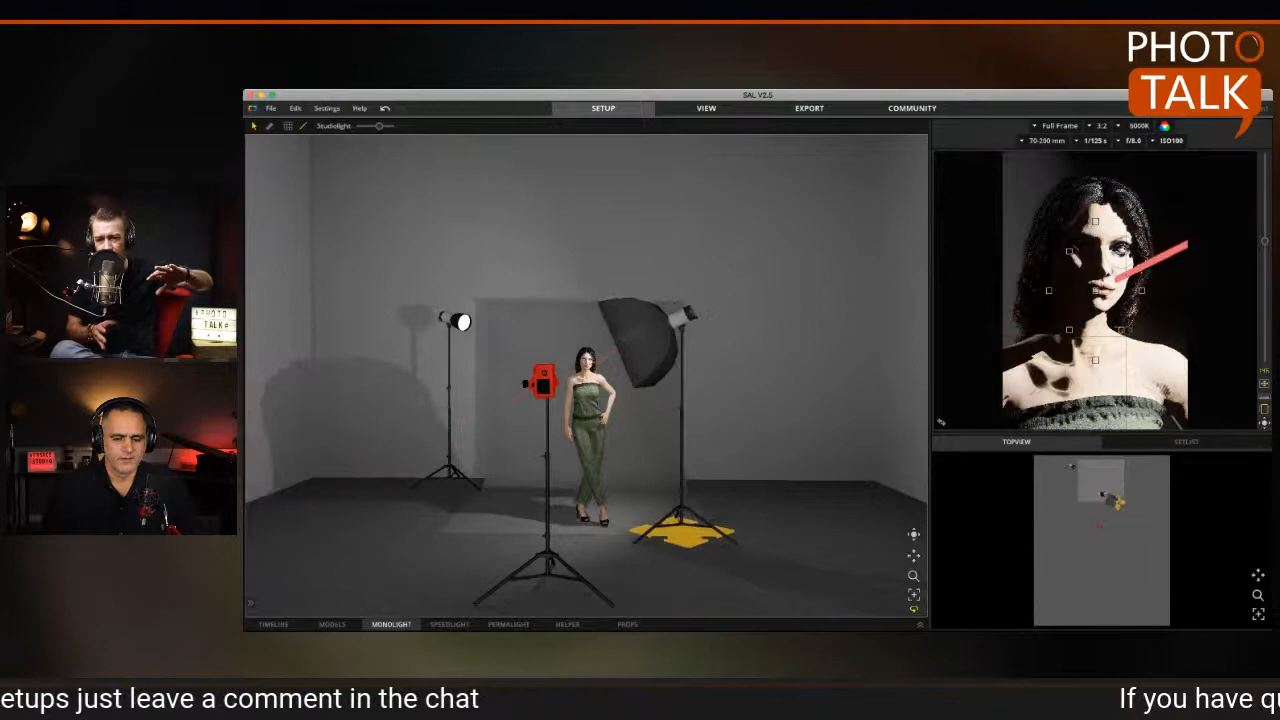 PHOTO
TALK
SAL V2.5
File Edit Settings Help
SETUP VIEW EXPORT COMMUNITY
Studiolight
Full Frame 3:2 6000K
70-200 mm 1/125 s f/8.0 ISO100
PHOTO
TALK#
TOPVIEW SETLIST
TIMELINE MODELS MONOLIGHT SPEEDLIGHT PERMALIGHT HELPER PROPS
etups just leave a comment in the chat
If you have q